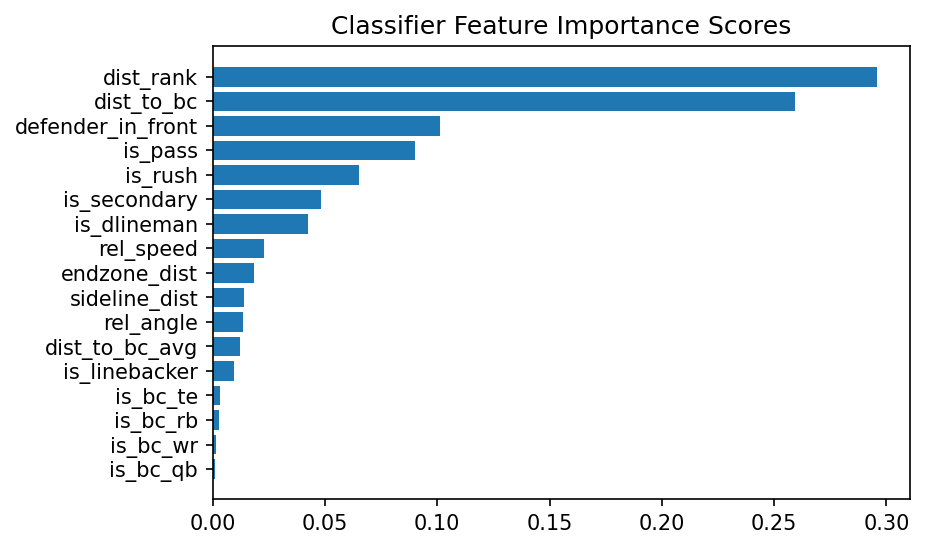 Classifier Feature Importance Scores
dist_rank
dist_to_bc
defender_in_front
is_pass
is_rush
is_secondary
is_dlineman
rel_speed
endzone_dist
sideline_dist
rel_angle
dist_to_bc_avg
is_linebacker
is_bc_te
is_bc_rb
is_bc_wr
is_bc_qb
0.00 0.05 0.10 0.15 0.20 0.25 0.30